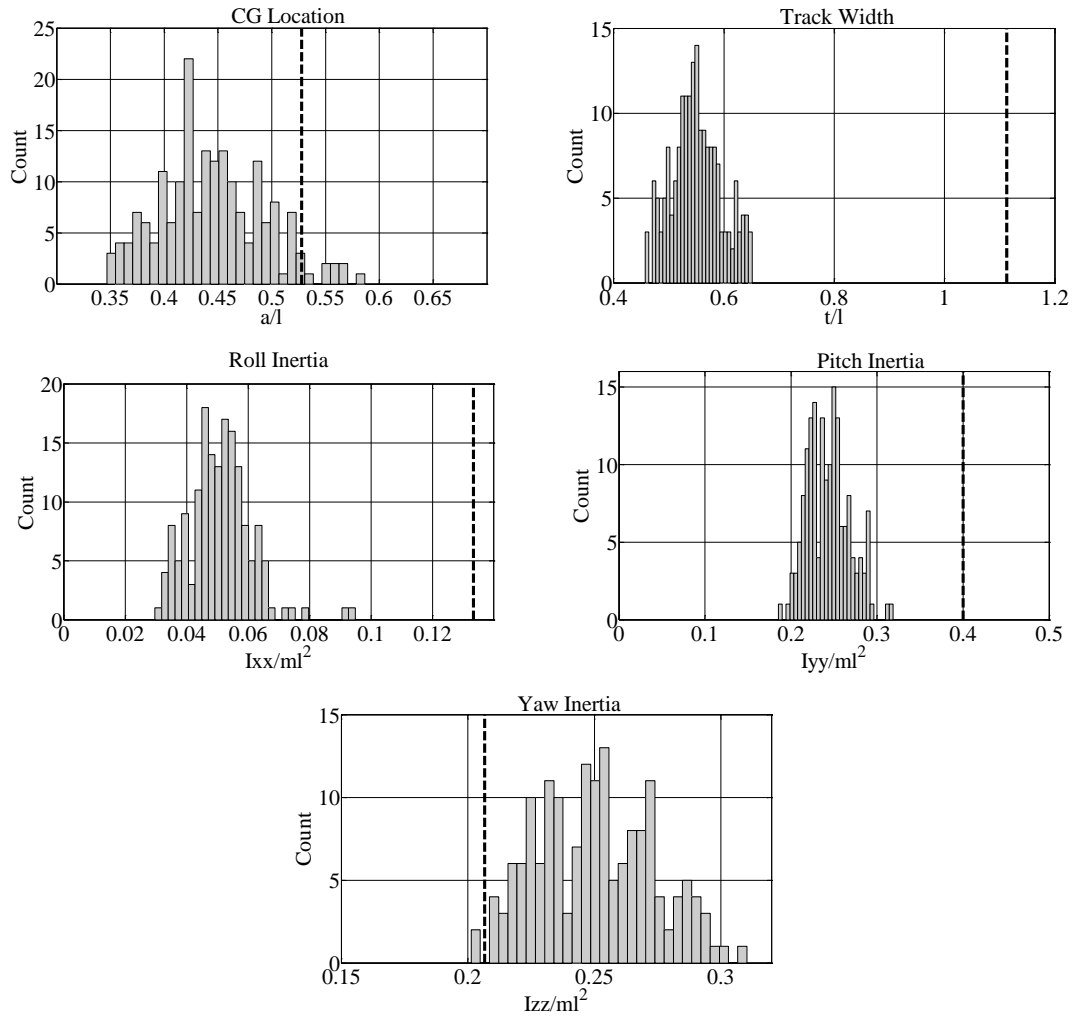 CG Location
25
20
15
10
5
0
Count
0.35 0.4 0.45 0.5 0.55 0.6 0.65
a/l
Track Width
15
10
5
0
Count
0.4 0.6 0.8 1 1.2
t/l
Roll Inertia
20
15
10
5
0
Count
0 0.02 0.04 0.06 0.08 0.1 0.12
Ixx/ml²
Pitch Inertia
15
10
5
0
Count
0 0.1 0.2 0.3 0.4 0.5
Iyy/ml²
Yaw Inertia
15
10
5
0
Count
0.15 0.2 0.25 0.3
Izz/ml²